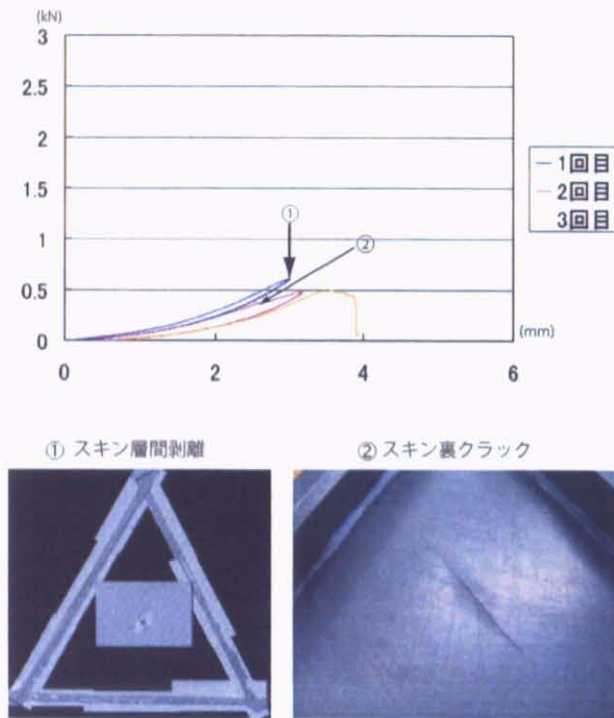 (kN)
3
2.5
2
1.5
1
0.5
0
①
②
(mm)
0
2
4
6
1回目
2回目
3回目
① スキン層間剥離
② スキン裏クラック